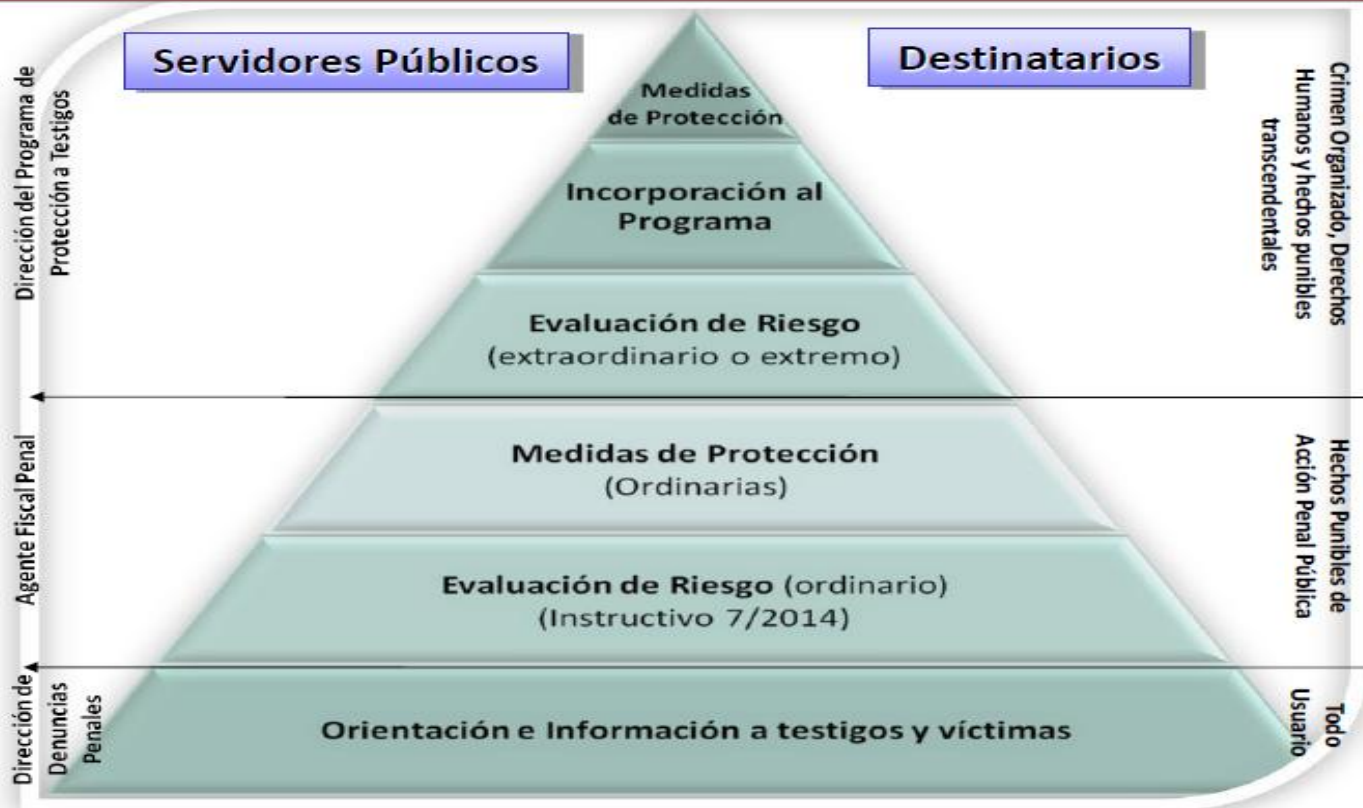 Servidores Públicos
Destinatarios
Dirección del Programa de
Protección a Testigos
Medidas
de Protección
Incorporación al
Programa
Evaluación de Riesgo
(extraordinario o extremo)
Crimen Organizado, Derechos
Humanos y hechos punibles
transcendentales
Agente Fiscal Penal
Medidas de Protección
(Ordinarias)
Evaluación de Riesgo (ordinario)
(Instructivo 7/2014)
Hechos Punibles de
Acción Penal Pública
Dirección de
Denuncias
Penales
Orientación e Información a testigos y víctimas
Todo
Usuario